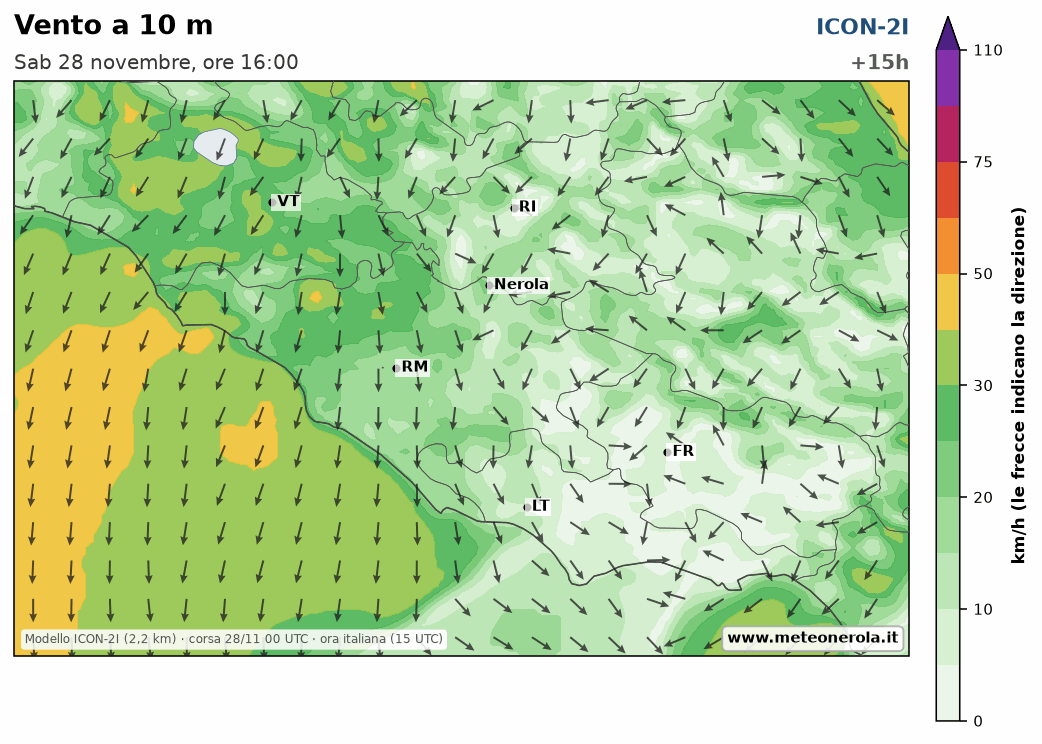 Vento a 10 m
ICON-2I
Sab 28 novembre, ore 16:00
+15h
VT
RI
Nerola
RM
FR
LT
Modello ICON-2I (2,2 km) · corsa 28/11 00 UTC · ora italiana (15 UTC)
www.meteonerola.it
110
75
50
30
20
10
0
km/h (le frecce indicano la direzione)